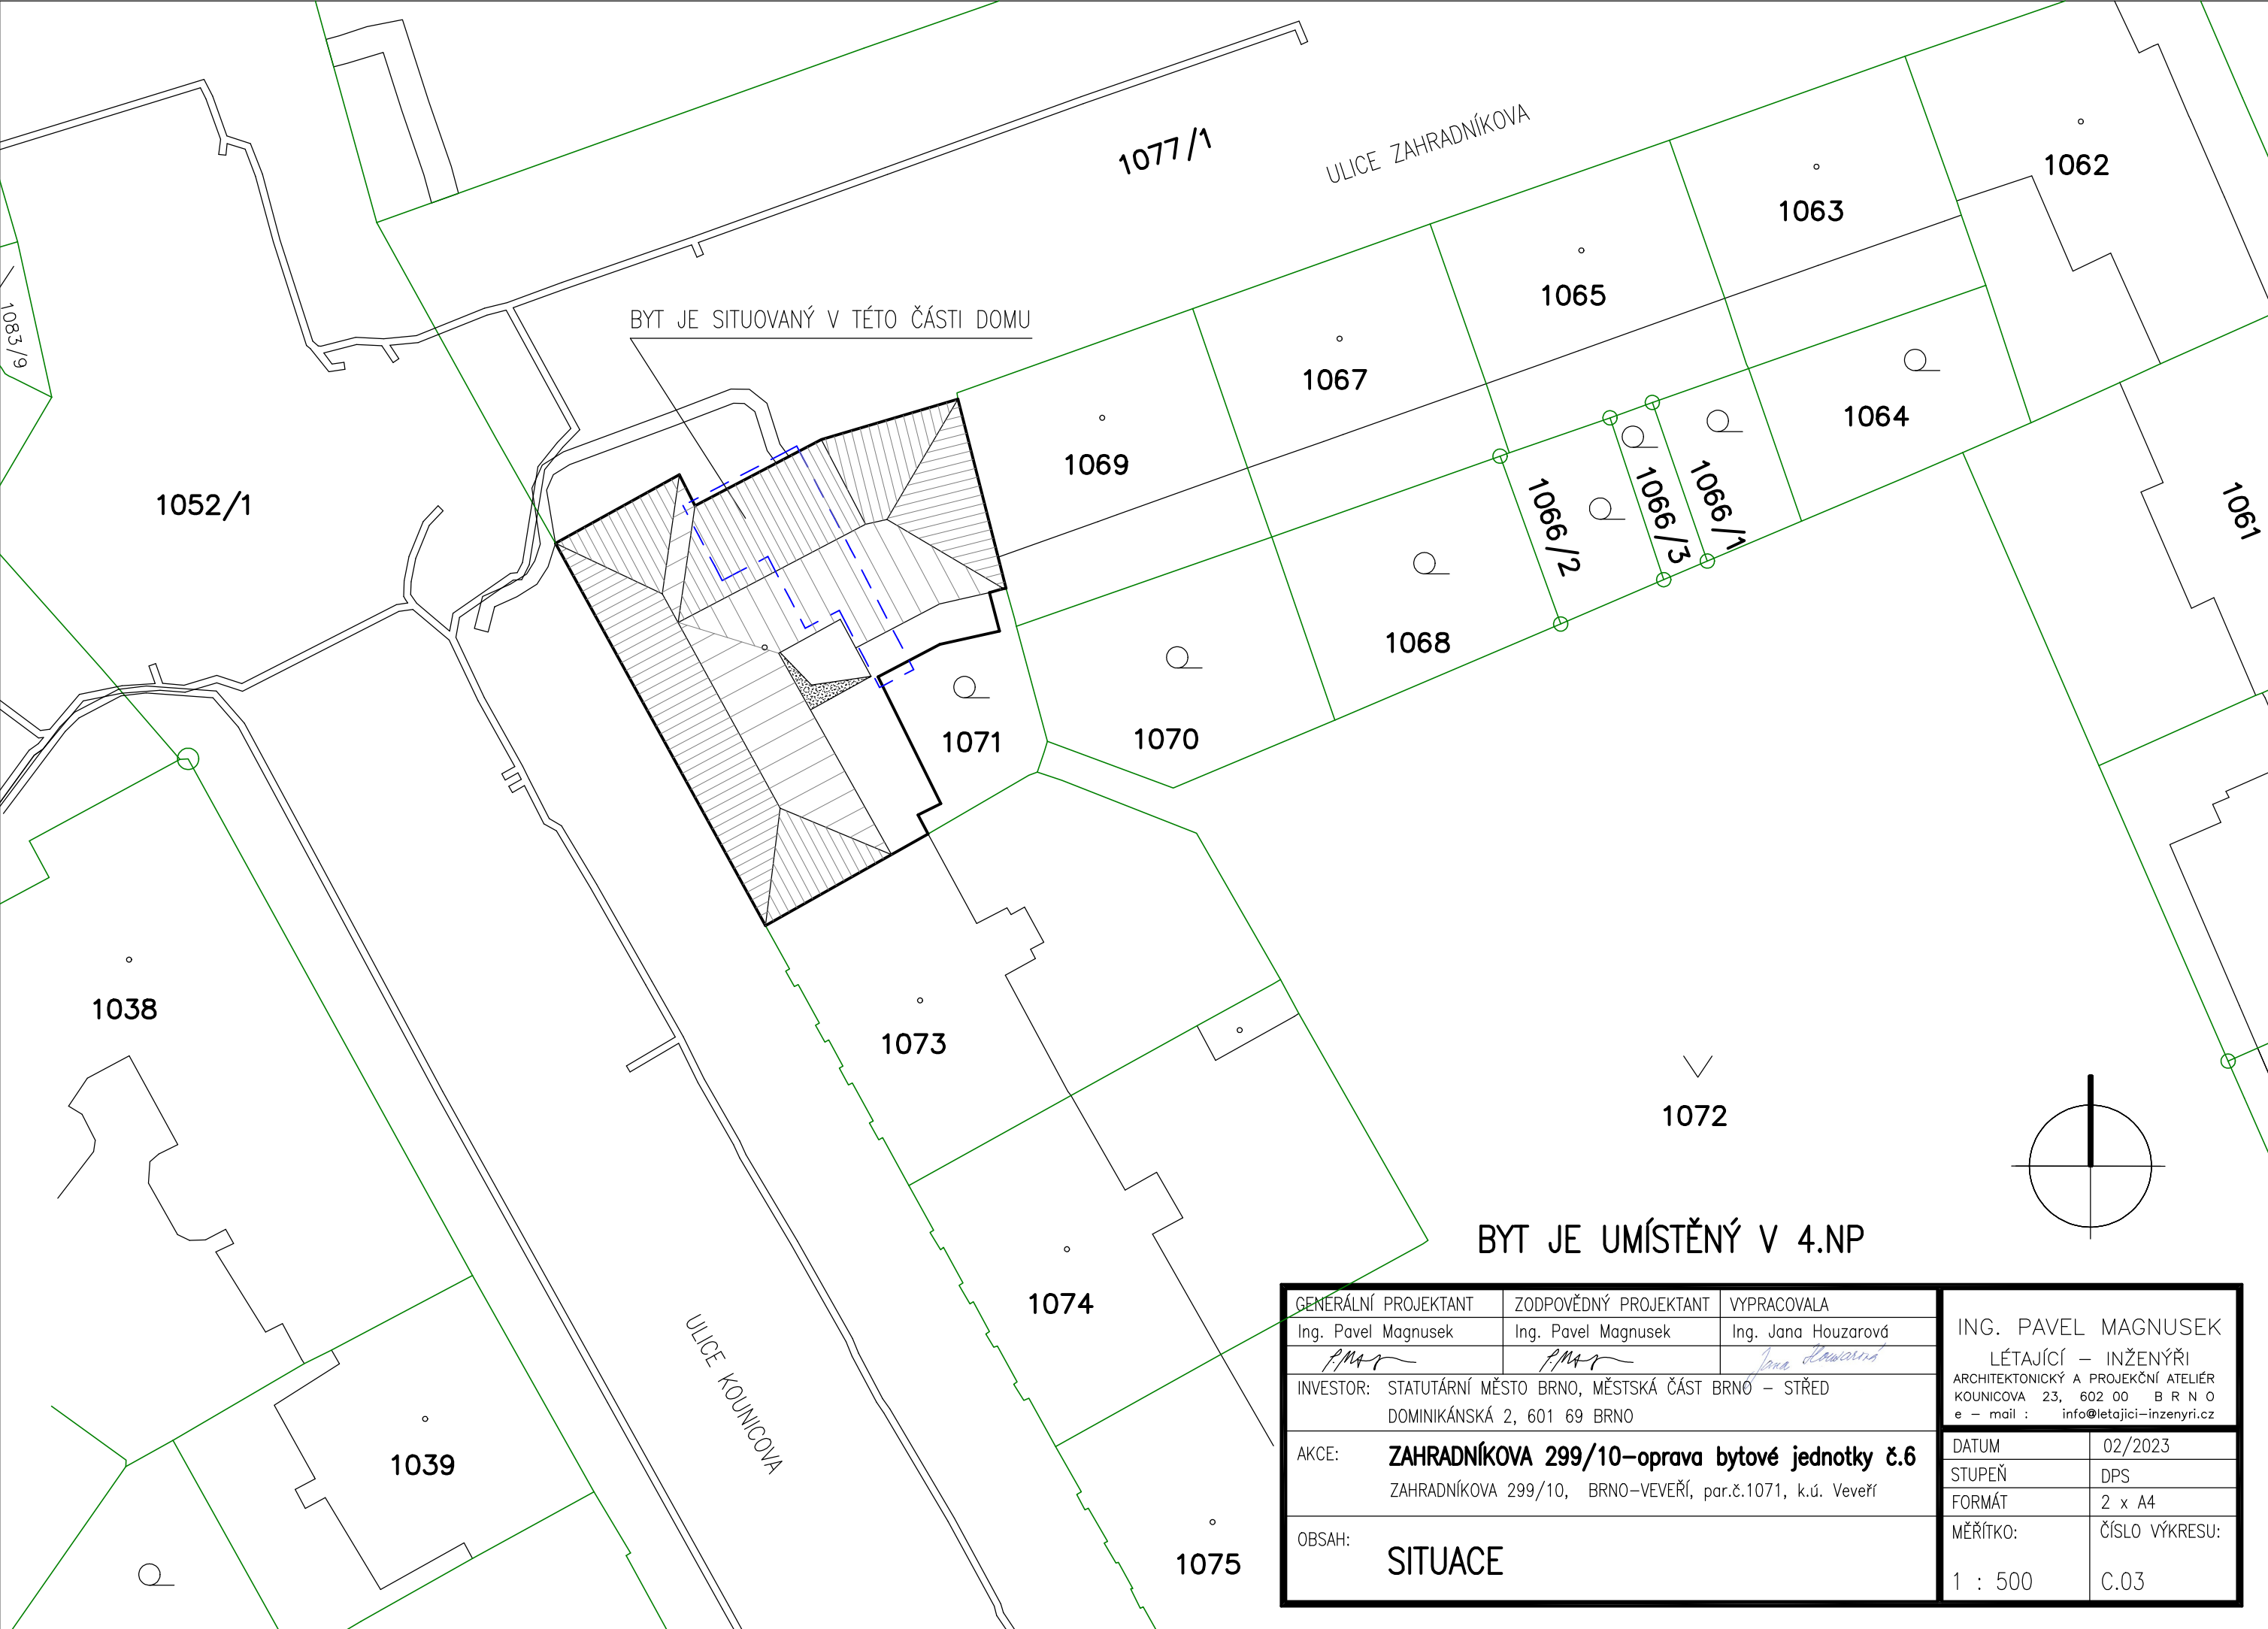 1077/1
ULICE ZAHRADNÍKOVA
1062
1063
1083/9
BYT JE SITUOVANÝ V TÉTO ČÁSTI DOMU
1065
1067
1064
1069
1052/1
1066/2
1066/3
1066/1
1061
1068
1071
1070
1038
1073
1072
BYT JE UMÍSTĚNÝ V 4.NP
1074
ULICE KOUNICOVA
1039
1075
GENERÁLNÍ PROJEKTANT
ZODPOVĚDNÝ PROJEKTANT
VYPRACOVALA
Ing. Pavel Magnusek
Ing. Pavel Magnusek
Ing. Jana Houzarová
P.Mag
P.Mag
Jana Houzarová
INVESTOR: STATUTÁRNÍ MĚSTO BRNO, MĚSTSKÁ ČÁST BRNO – STŘED
DOMINIKÁNSKÁ 2, 601 69 BRNO
AKCE: ZAHRADNÍKOVA 299/10–oprava bytové jednotky č.6
ZAHRADNÍKOVA 299/10, BRNO–VEVEŘÍ, par.č.1071, k.ú. Veveří
OBSAH: SITUACE
ING. PAVEL MAGNUSEK
LÉTAJÍCÍ – INŽENÝŘI
ARCHITEKTONICKÝ A PROJEKČNÍ ATELIÉR
KOUNICOVA 23, 602 00 B R N O
e – mail : info@letajici–inzenyri.cz
DATUM 02/2023
STUPEŇ DPS
FORMÁT 2 x A4
MĚŘÍTKO: ČÍSLO VÝKRESU:
1 : 500 C.03